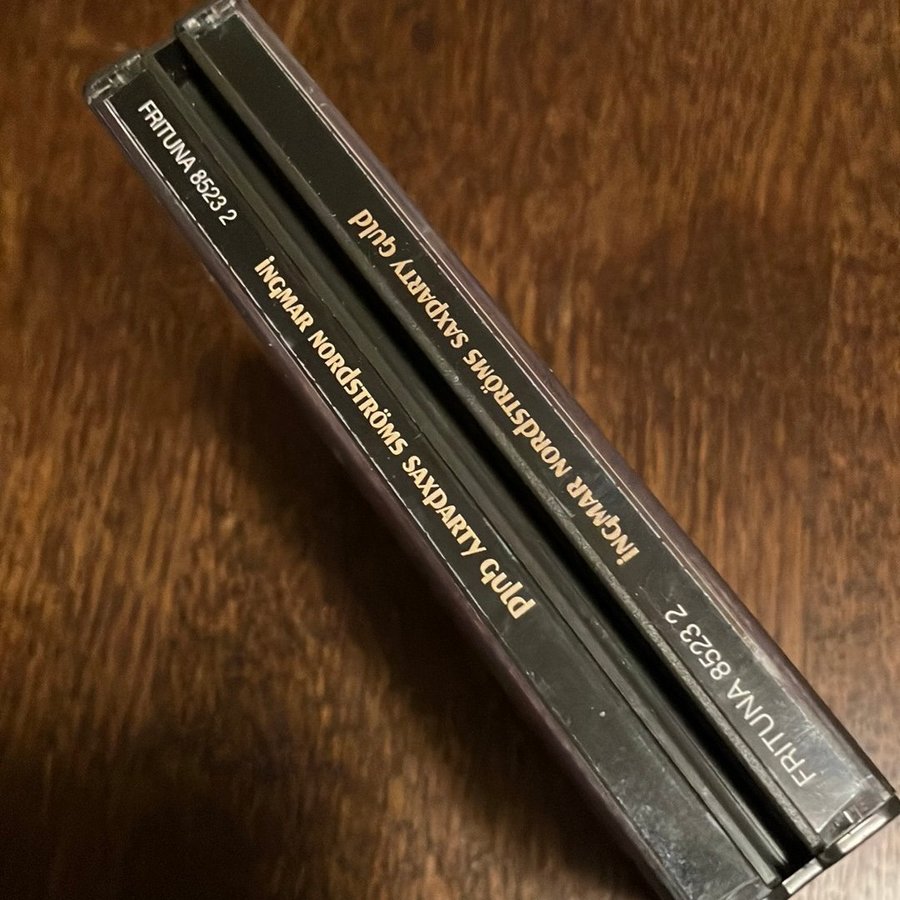 FRITUNA 8523 2 INGMAR NORDSTRÖMS SAXPARTY GULD
INGMAR NORDSTRÖMS SAXPARTY GULD FRITUNA 8523 2